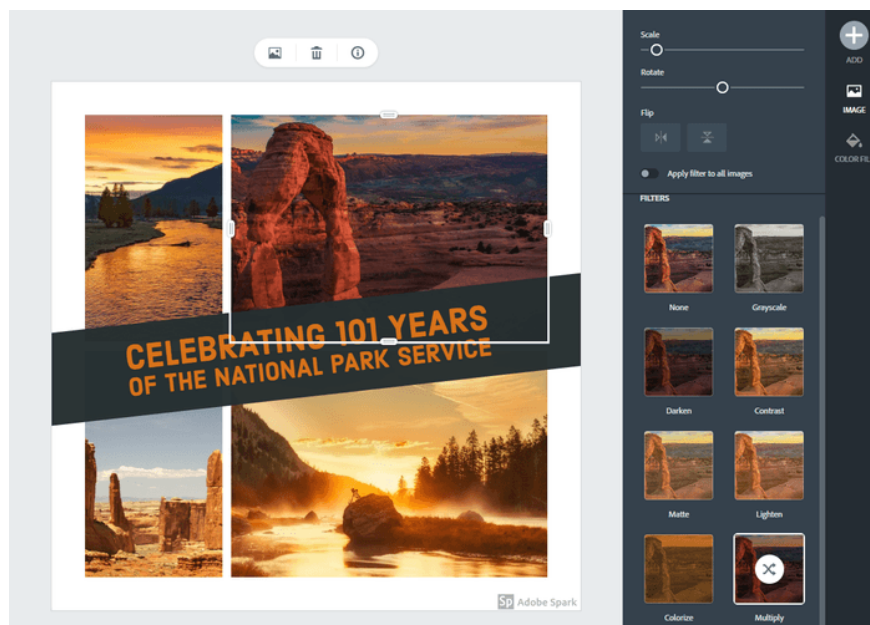 Scale
Rotate
Flip
Apply filter to all images
FILTERS
None
Grayscale
Darken
Contrast
Matte
Lighten
Colorize
Multiply
ADD
IMAGE
COLOR FIL
CELEBRATING 101 YEARS
OF THE NATIONAL PARK SERVICE
Sp Adobe Spark